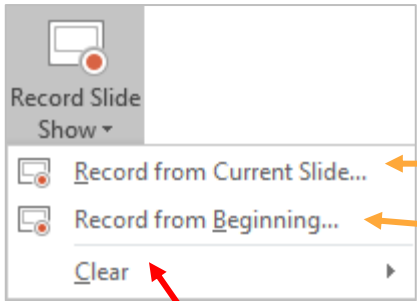 Record Slide
Show
Record from Current Slide...
Record from Beginning...
Clear